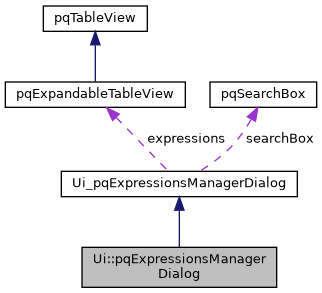 pqTableView
pqExpandableTableView
pqSearchBox
expressions
searchBox
Ui_pqExpressionsManagerDialog
Ui::pqExpressionsManager
Dialog